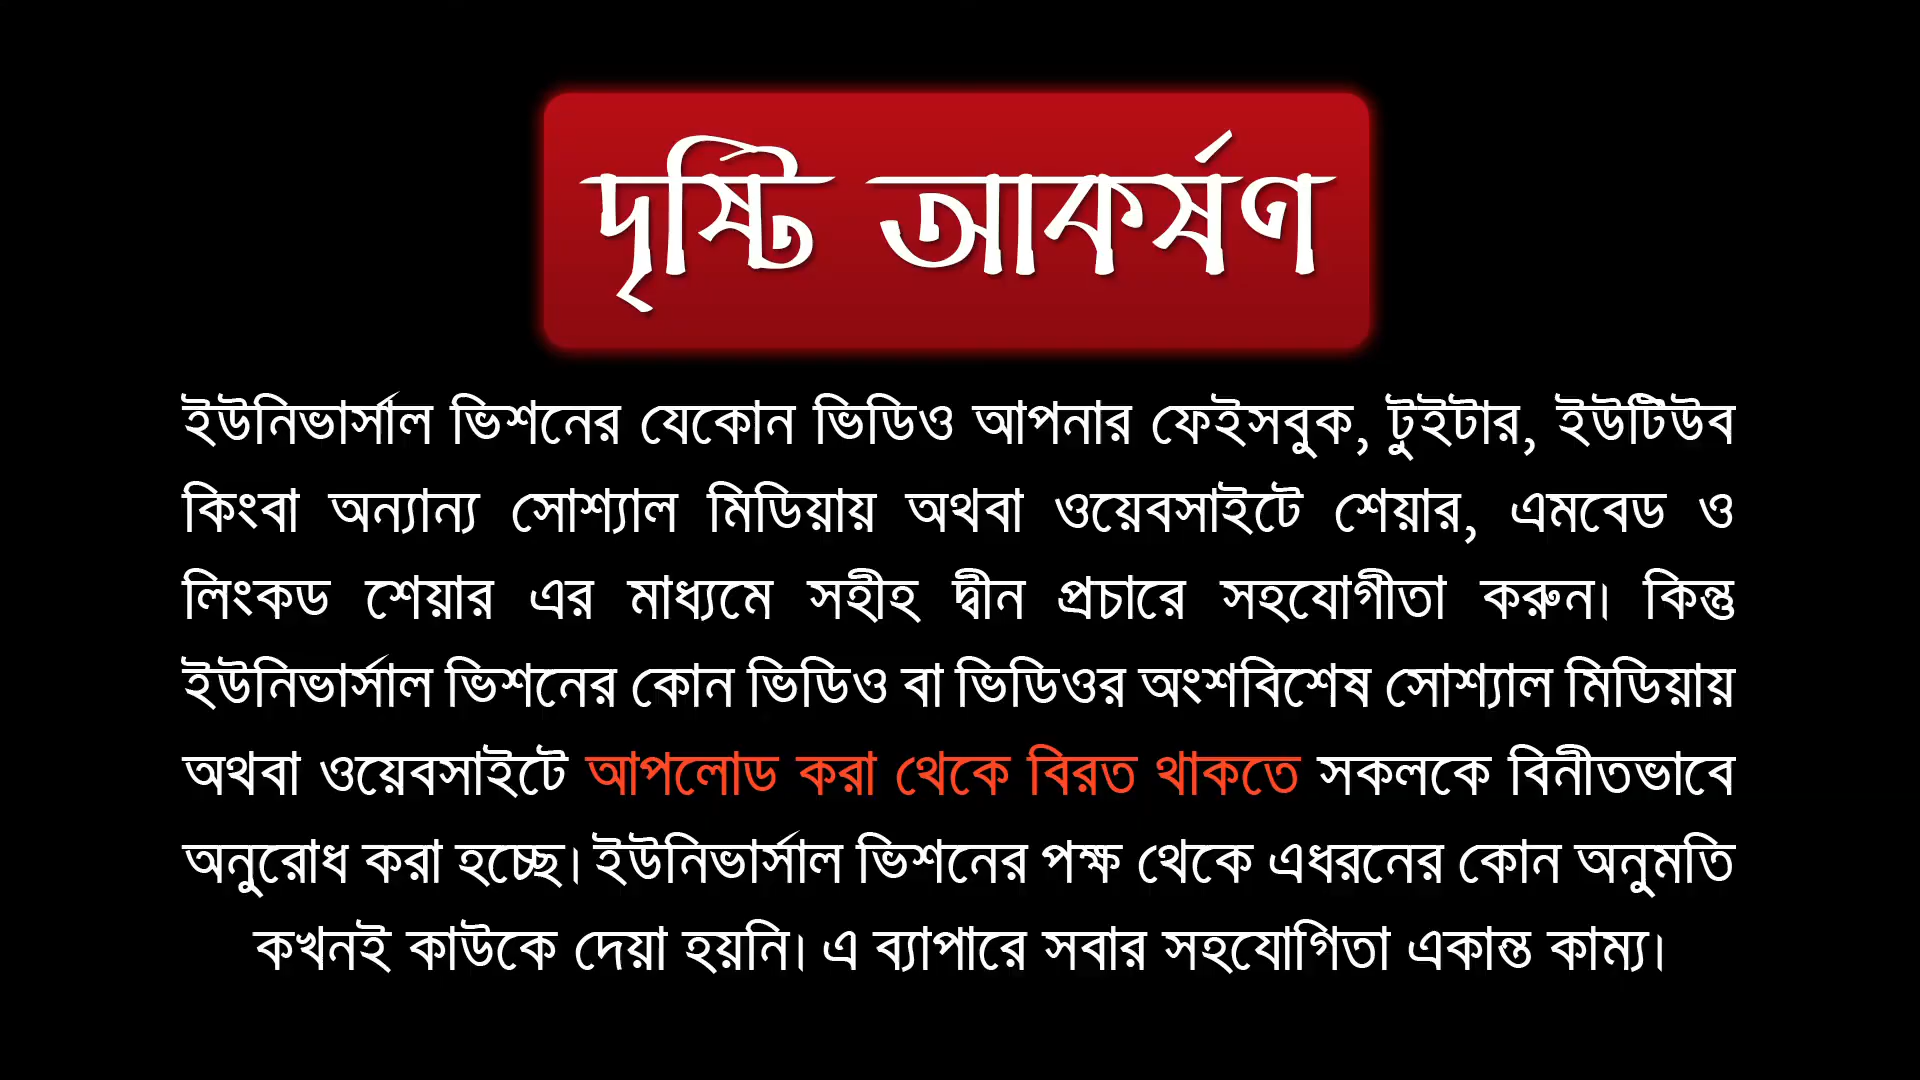 দৃষ্টি আকর্ষণ
ইউনিভার্সাল ভিশনের যেকোন ভিডিও আপনার ফেইসবুক, টুইটার, ইউটিউব
কিংবা অন্যান্য সোশ্যাল মিডিয়ায় অথবা ওয়েবসাইটে শেয়ার, এমবেড ও
লিংকড শেয়ার এর মাধ্যমে সহীহ দ্বীন প্রচারে সহযোগীতা করুন। কিন্তু
ইউনিভার্সাল ভিশনের কোন ভিডিও বা ভিডিওর অংশবিশেষ সোশ্যাল মিডিয়ায়
অথবা ওয়েবসাইটে আপলোড করা থেকে বিরত থাকতে সকলকে বিনীতভাবে
অনুরোধ করা হচ্ছে। ইউনিভার্সাল ভিশনের পক্ষ থেকে এধরনের কোন অনুমতি
কখনই কাউকে দেয়া হয়নি। এ ব্যাপারে সবার সহযোগিতা একান্ত কাম্য।